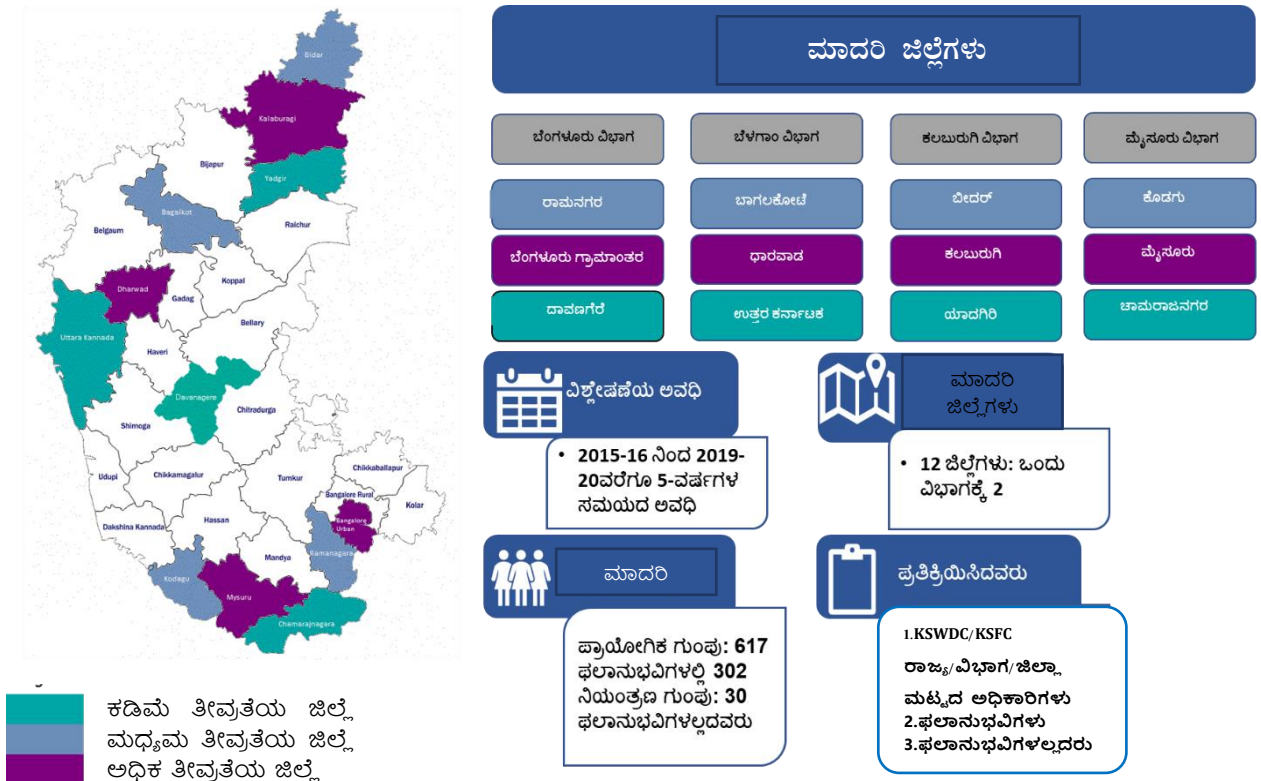 Bidar
Kalaburagi
Bijapur
Yadgir
Bagalkot
Raichur
Belgaum
Dharwad
Koppal
Gadag
Bellary
Uttara Kannada
Haveri
Davanagere
Chitradurga
Shimoga
Udupi
Chikkamagalur
Tumkur
Chikkaballapur
Bangalore Rural
Kolar
Dakshina Kannada
Hassan
Bangalore
Urban
Mandya
Ramanagara
Kodagu
Mysuru
Chamarajnagara
ಕಡಿಮೆ ತೀವ್ರತೆಯ ಜಿಲ್ಲೆ
ಮಧ್ಯಮ ತೀವ್ರತೆಯ ಜಿಲ್ಲೆ
ಅಧಿಕ ತೀವ್ರತೆಯ ಜಿಲ್ಲೆ
ಮಾದರಿ ಜಿಲ್ಲೆಗಳು
ಬೆಂಗಳೂರು ವಿಭಾಗ
ಬೆಳಗಾಂ ವಿಭಾಗ
ಕಲಬುರುಗಿ ವಿಭಾಗ
ಮೈಸೂರು ವಿಭಾಗ
ರಾಮನಗರ
ಬಾಗಲಕೋಟೆ
ಬೀದರ್
ಕೊಡಗು
ಬೆಂಗಳೂರು ಗ್ರಾಮಾಂತರ
ಧಾರವಾಡ
ಕಲಬುರುಗಿ
ಮೈಸೂರು
ದಾವಣಗೆರೆ
ಉತ್ತರ ಕರ್ನಾಟಕ
ಯಾದಗಿರಿ
ಚಾಮರಾಜನಗರ
ವಿಶ್ಲೇಷಣೆಯ ಅವಧಿ
• 2015-16 ನಿಂದ 2019-
20ವರೆಗೂ 5-ವರ್ಷಗಳ
ಸಮಯದ ಅವಧಿ
ಮಾದರಿ
ಜಿಲ್ಲೆಗಳು
• 12 ಜಿಲ್ಲೆಗಳು: ಒಂದು
ವಿಭಾಗಕ್ಕೆ 2
ಮಾದರಿ
ಪ್ರಾಯೋಗಿಕ ಗುಂಪು: 617
ಫಲಾನುಭವಿಗಳಲ್ಲಿ 302
ನಿಯಂತ್ರಣ ಗುಂಪು: 30
ಫಲಾನುಭವಿಗಳಲ್ಲದವರು
ಪ್ರತಿಕ್ರಿಯಿಸಿದವರು
1.KSWDC/KSFC
ರಾಜ್ಯ/ವಿಭಾಗ/ಜಿಲ್ಲಾ
ಮಟ್ಟದ ಅಧಿಕಾರಿಗಳು
2.ಫಲಾನುಭವಿಗಳು
3.ಫಲಾನುಭವಿಗಳಲ್ಲದರು